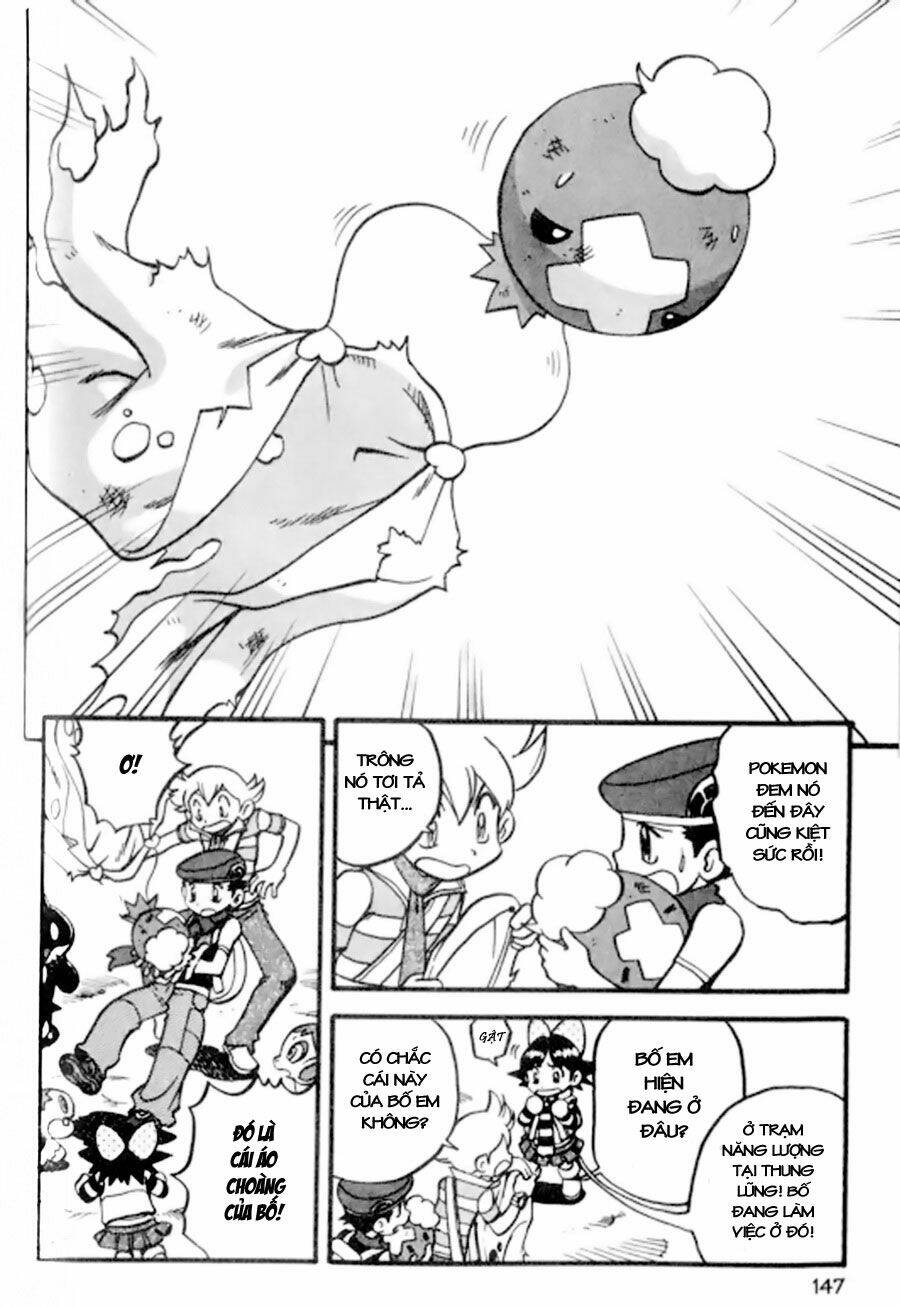 POKEMON
ĐEM NÓ
ĐẾN ĐÂY
CŨNG KIỆT
SỨC RỒI!
TRÔNG
NÓ TƠI TẢ
THẬT...
Ơ!
ĐÓ LÀ
CÁI ÁO
CHOÀNG
CỦA BỐ!
CÓ CHẮC
CÁI NÀY
CỦA BỐ EM
KHÔNG?
GẬT
BỐ EM
HIỆN
ĐANG Ở
ĐÂU?
Ở TRẠM
NĂNG LƯỢNG
TẠI THUNG
LŨNG! BỐ
ĐANG LÀM
VIỆC Ở ĐÓ!
147